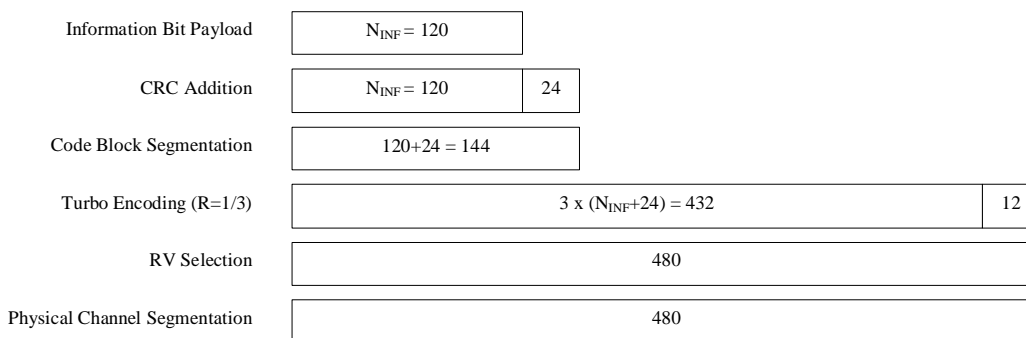 Information Bit Payload N_INF = 120
CRC Addition N_INF = 120 24
Code Block Segmentation 120+24 = 144
Turbo Encoding (R=1/3) 3 x (N_INF+24) = 432 12
RV Selection 480
Physical Channel Segmentation 480